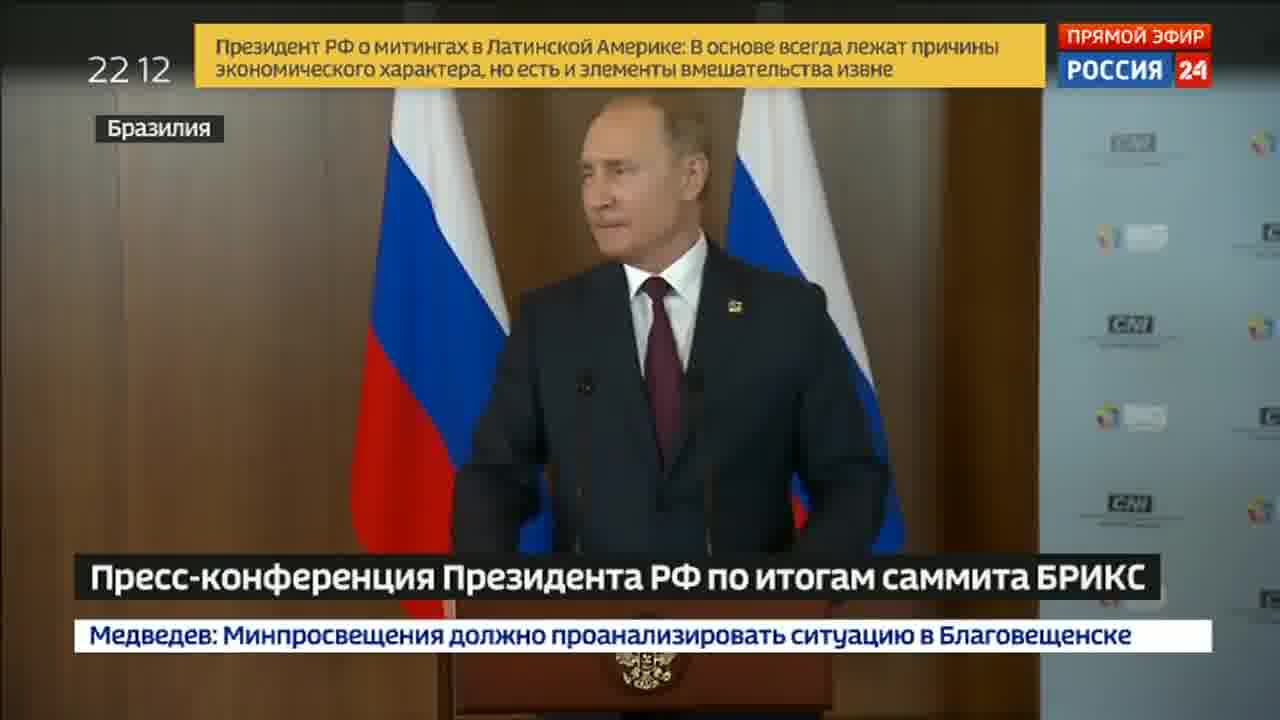 22 12
Президент РФ о митингах в Латинской Америке: В основе всегда лежат причины
экономического характера, но есть и элементы вмешательства извне
ПРЯМОЙ ЭФИР
РОССИЯ 24
Бразилия
CNI
CNI
CNI
Пресс-конференция Президента РФ по итогам саммита БРИКС
Медведев: Минпросвещения должно проанализировать ситуацию в Благовещенске